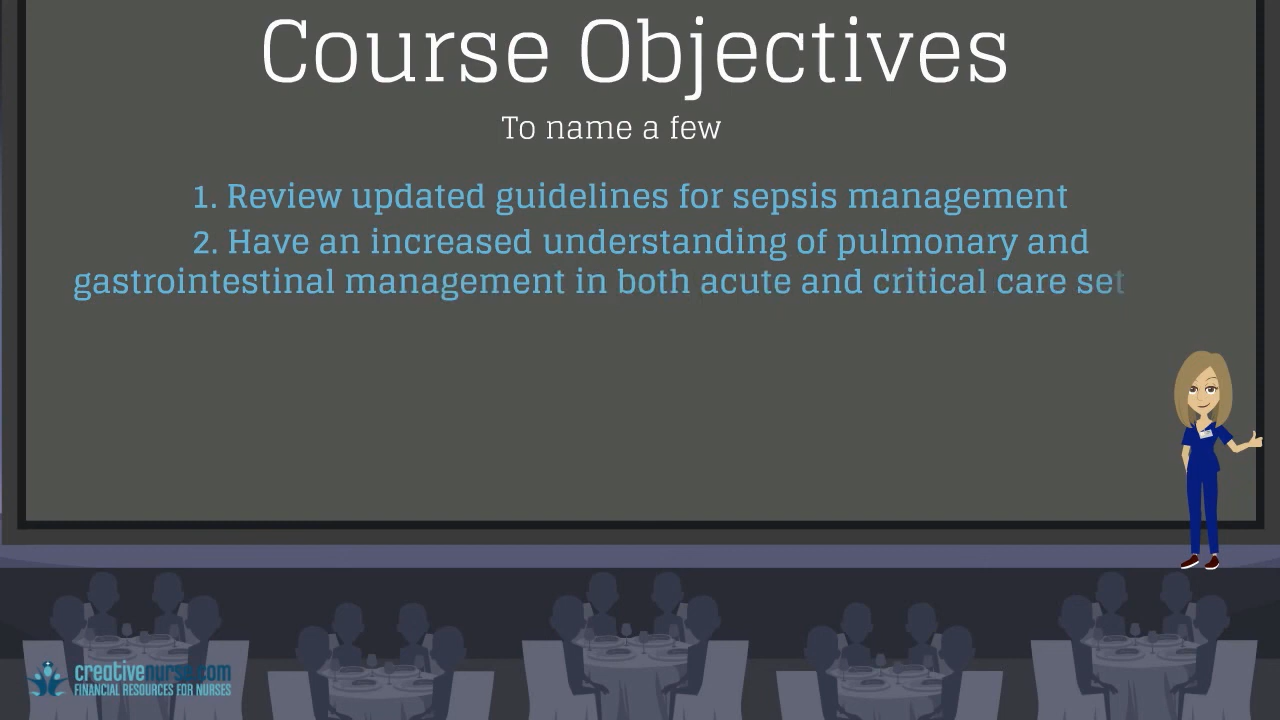 Course Objectives
To name a few
1. Review updated guidelines for sepsis management
2. Have an increased understanding of pulmonary and
gastrointestinal management in both acute and critical care set
creativenurse.com
FINANCIAL RESOURCES FOR NURSES